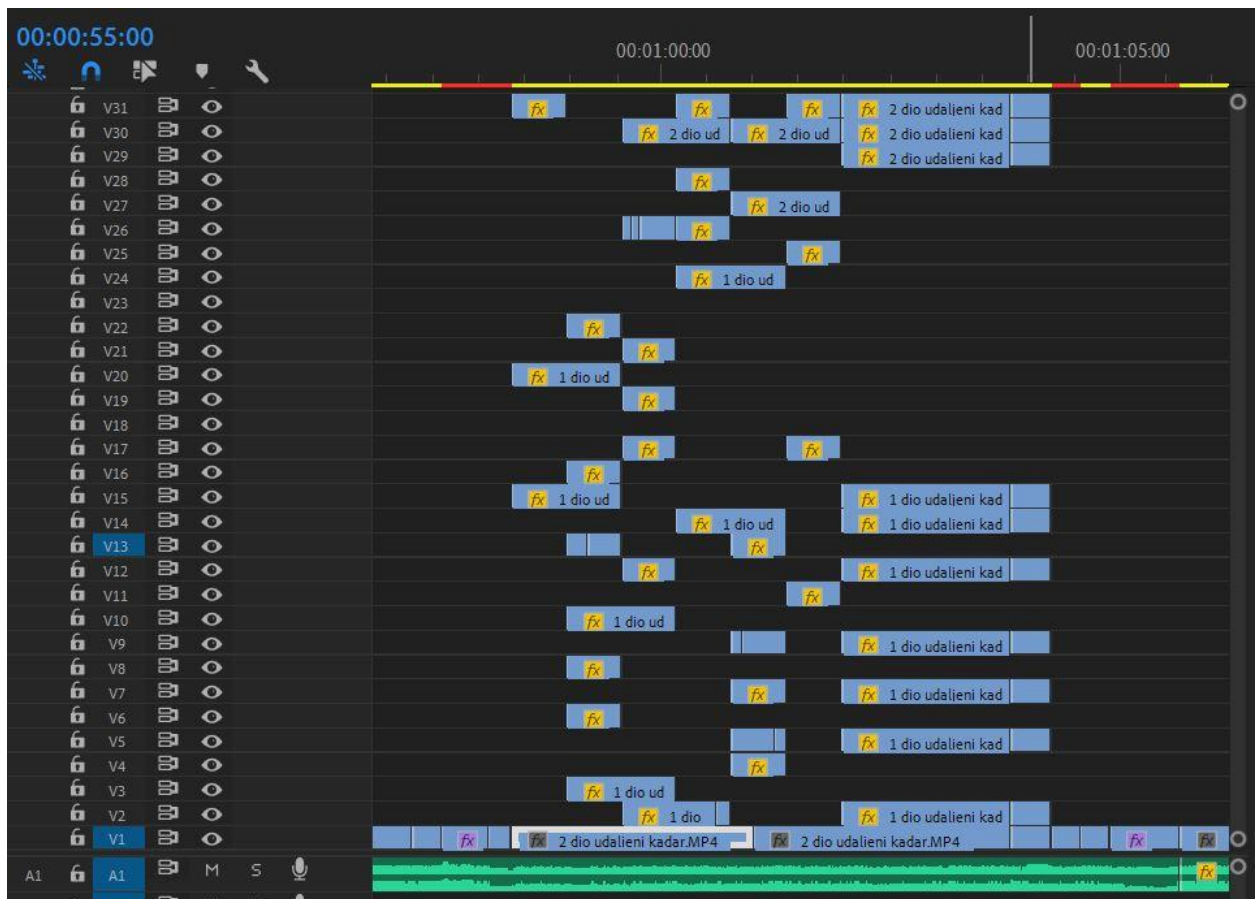 00:00:55:00
00:01:00:00 00:01:05:00
V31 fx fx fx fx 2 dio udaljeni kad
V30 fx 2 dio ud fx 2 dio ud fx 2 dio udaljeni kad
V29 fx 2 dio udaljeni kad
V28 fx
V27 fx 2 dio ud
V26 fx
V25 fx
V24 fx 1 dio ud
V23
V22 fx
V21 fx
V20 fx 1 dio ud
V19 fx
V18
V17 fx fx
V16 fx
V15 fx 1 dio ud fx 1 dio udaljeni kad
V14 fx 1 dio ud fx 1 dio udaljeni kad
V13 fx
V12 fx fx 1 dio udaljeni kad
V11 fx
V10 fx 1 dio ud
V9 fx 1 dio udaljeni kad
V8 fx
V7 fx fx 1 dio udaljeni kad
V6 fx
V5 fx 1 dio udaljeni kad
V4 fx
V3 fx 1 dio ud
V2 fx 1 dio fx 1 dio udaljeni kad
V1 fx fx 2 dio udaljeni kadar.MP4 fx 2 dio udaljeni kadar.MP4 fx fx
A1 A1 M S fx